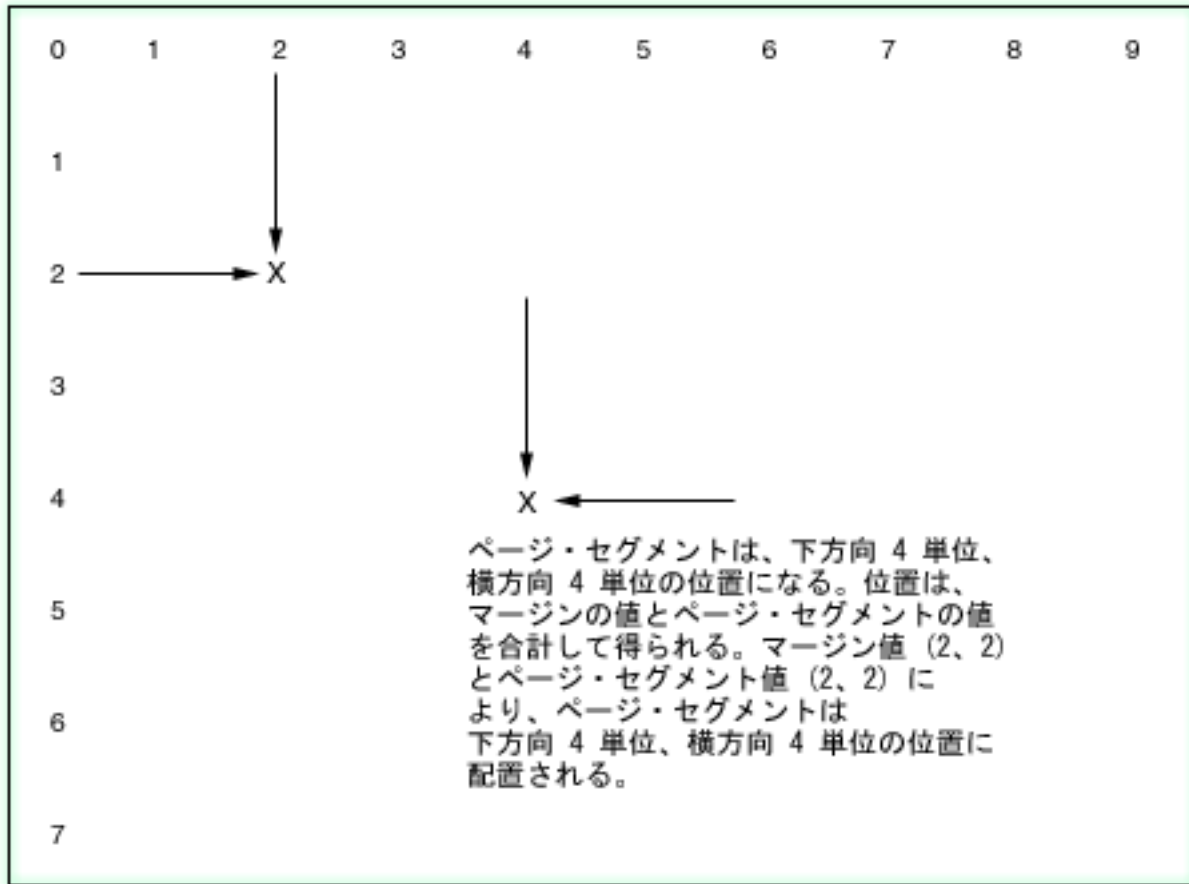 0 1 2 3 4 5 6 7 8 9
1
2 X
3
4 X
ページ・セグメントは、下方向 4 単位、
横方向 4 単位の位置になる。位置は、
5 マージンの値とページ・セグメントの値
を合計して得られる。マージン値 (2、2)
とページ・セグメント値 (2、2) に
6 より、ページ・セグメントは
下方向 4 単位、横方向 4 単位の位置に
配置される。
7